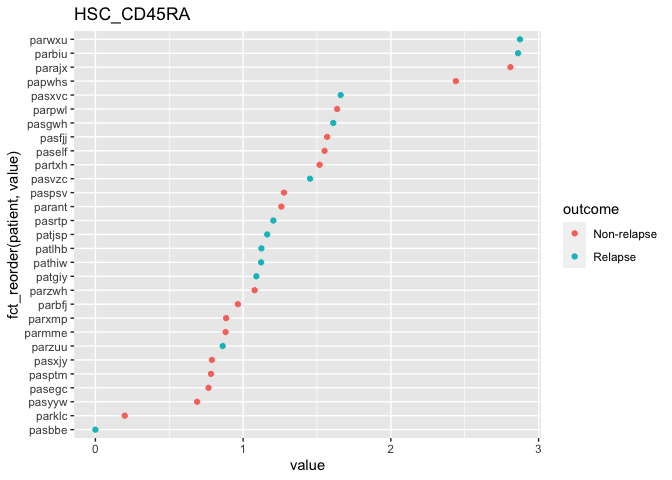 HSC_CD45RA
fct_reorder(patient, value)
parwxu
parbiu
parajx
papwhs
pasxvc
parpwl
pasgwh
pasfjj
paself
partxh
pasvzc
paspsv
parant
pasrtp
patjsp
patlhb
pathiw
patgiy
parzwh
parbfj
parxmp
parmme
parzuu
pasxjy
pasptm
pasegc
pasyyw
parklc
pasbbe
0 1 2 3
value
outcome
Non-relapse
Relapse